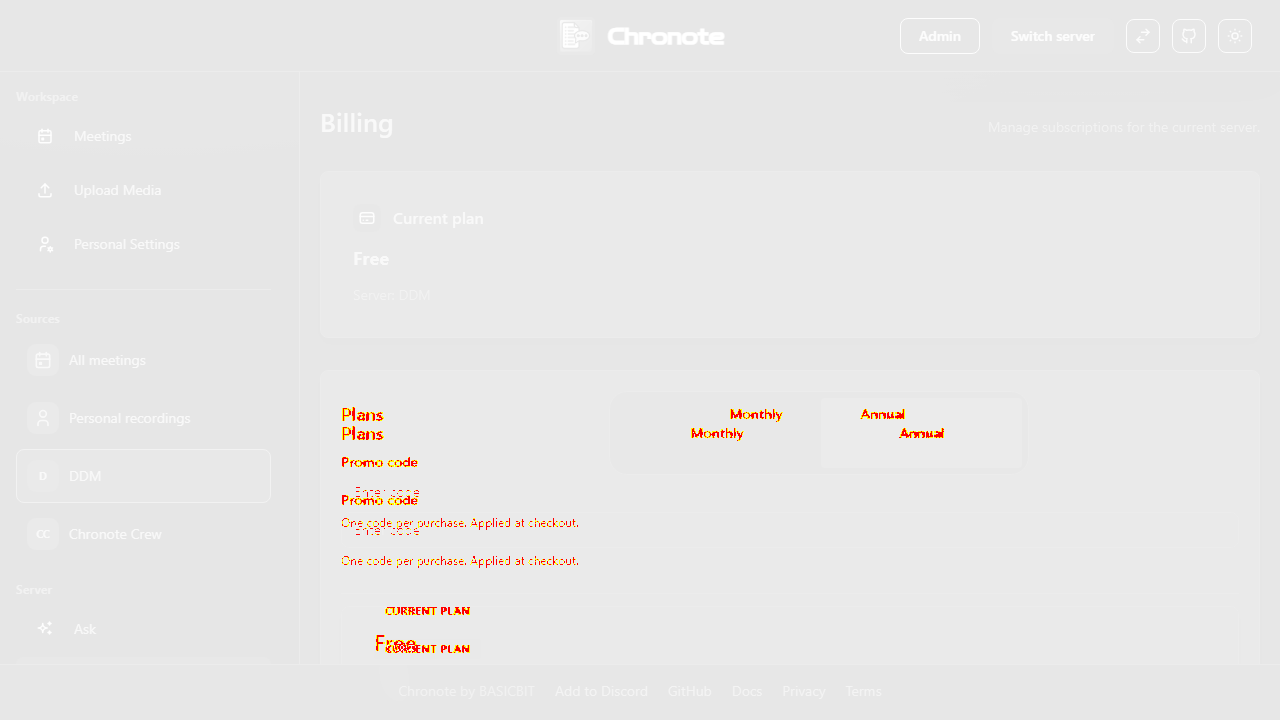 Chronote
Admin
Switch server
Workspace
Meetings
Upload Media
Personal Settings
Sources
All meetings
Personal recordings
D DDM
CC Chronote Crew
Server
Ask
Billing
Manage subscriptions for the current server.
Current plan
Free
Server: DDM
Plans
Monthly
Annual
Plans
Monthly
Annual
Promo code
Enter code
Promo code
One code per purchase. Applied at checkout.
Enter code
One code per purchase. Applied at checkout.
CURRENT PLAN
Free
CURRENT PLAN
Chronote by BASICBIT
Add to Discord
GitHub
Docs
Privacy
Terms